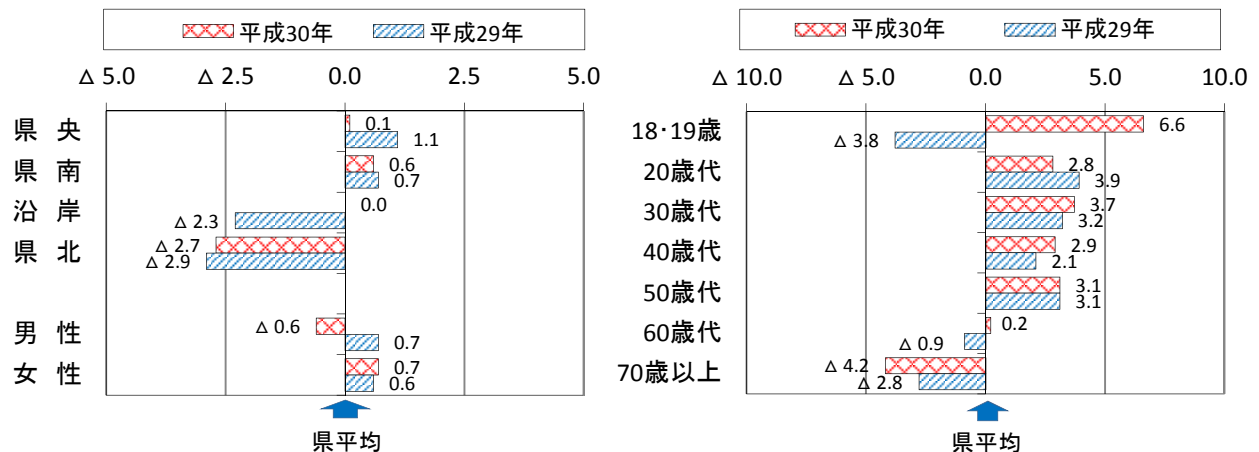 平成30年 平成29年
△ 5.0 △ 2.5 0.0 2.5 5.0
県 央 0.1
1.1
県 南 0.6
0.7
沿 岸 0.0
△ 2.3
県 北 △ 2.7
△ 2.9
男 性 △ 0.6
0.7
女 性 0.7
0.6
県平均
平成30年 平成29年
△ 10.0 △ 5.0 0.0 5.0 10.0
18･19歳 6.6
△ 3.8
20歳代 2.8
3.9
30歳代 3.7
3.2
40歳代 2.9
2.1
50歳代 3.1
3.1
60歳代 0.2
△ 0.9
70歳以上 △ 4.2
△ 2.8
県平均